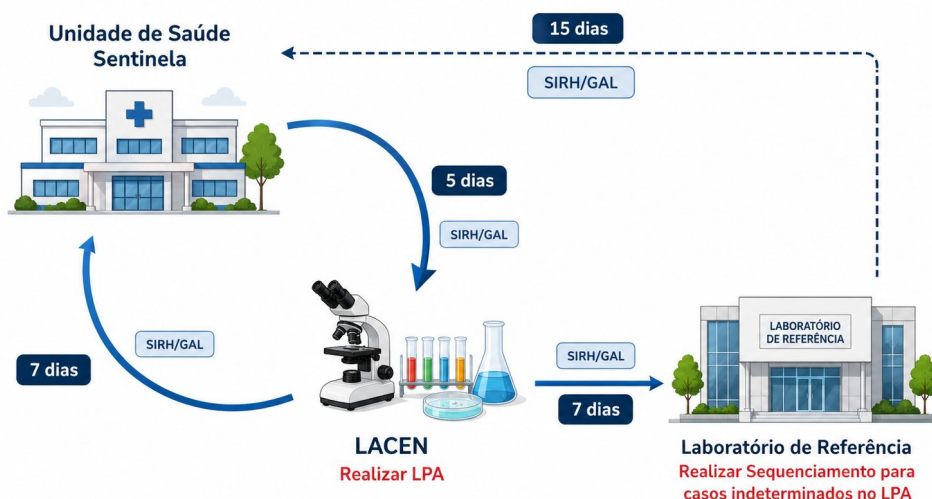 Unidade de Saúde
Sentinela
15 dias
SIRH/GAL
5 dias
SIRH/GAL
SIRH/GAL
7 dias
LACEN
Realizar LPA
SIRH/GAL
7 dias
LABORATÓRIO
DE REFERÊNCIA
Laboratório de Referência
Realizar Sequenciamento para
casos indeterminados no LPA